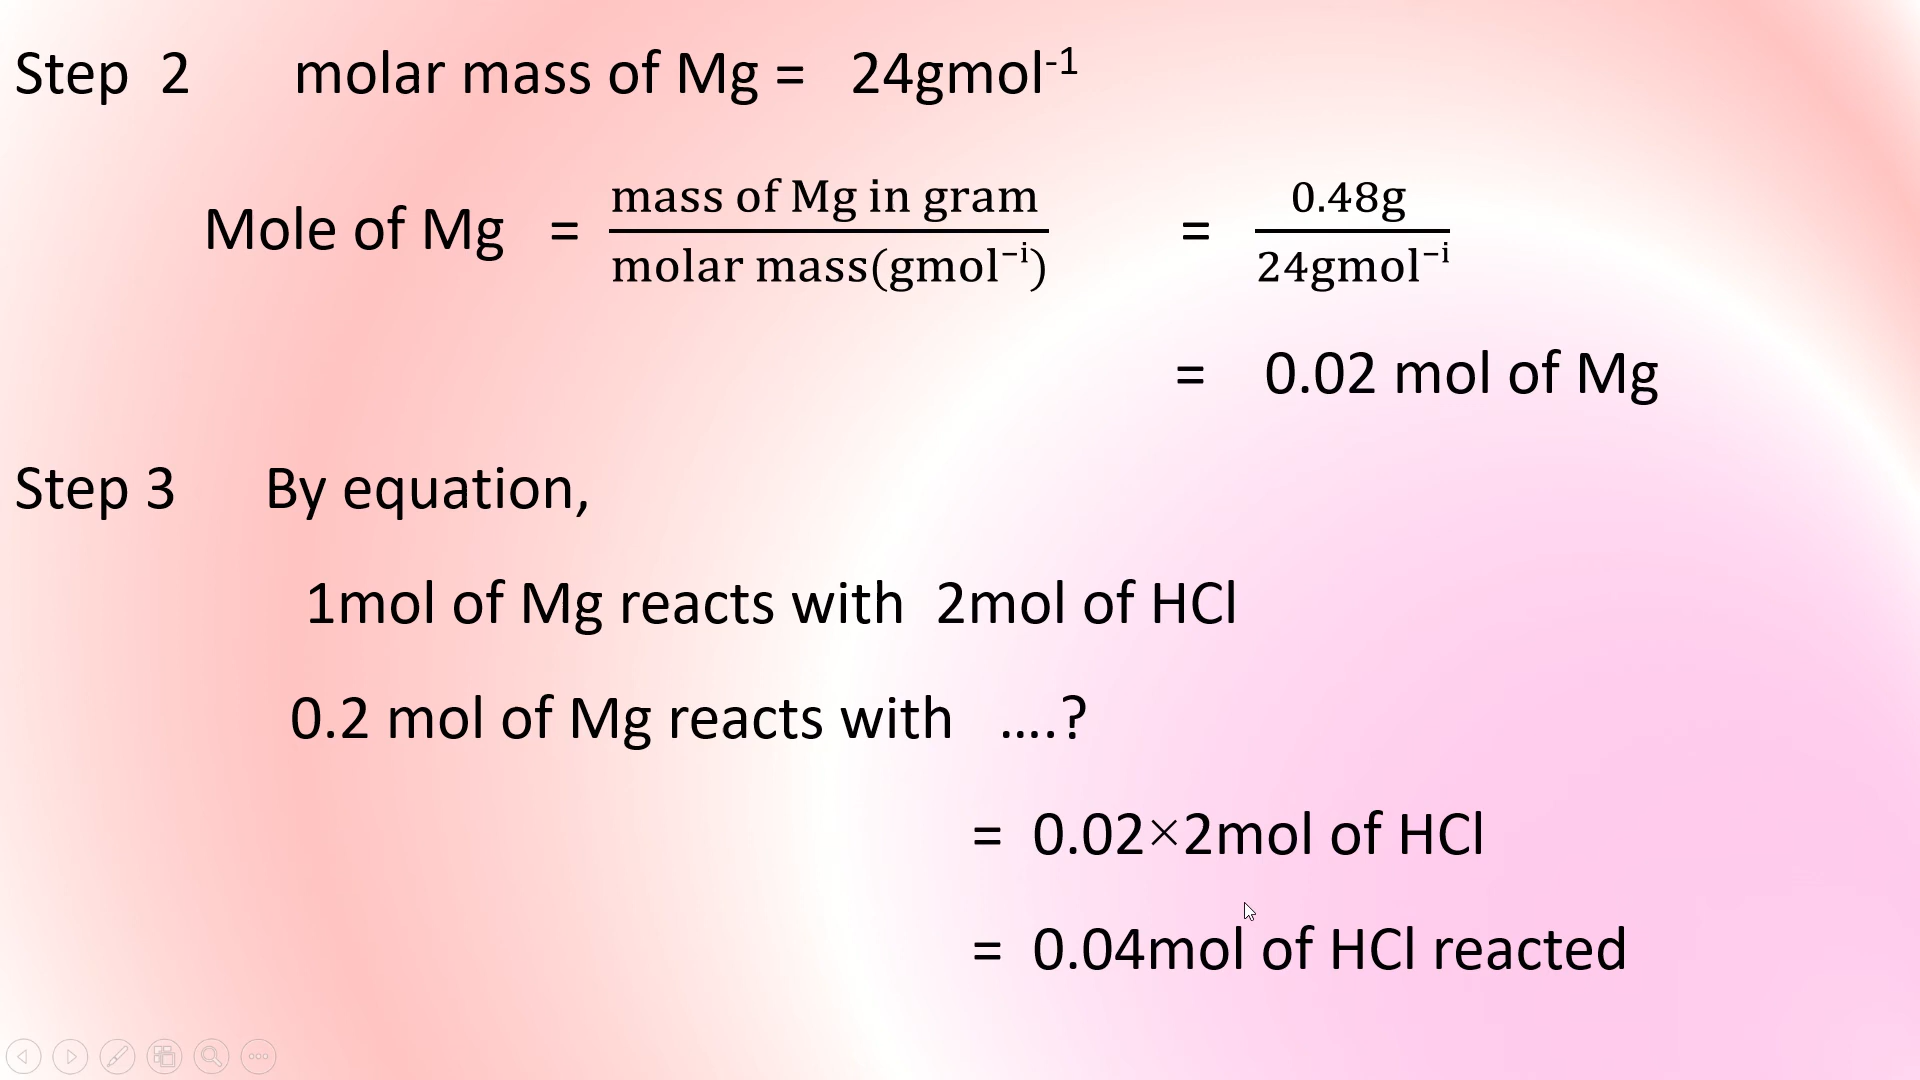 Step 2 molar mass of Mg = 24gmol⁻¹
Mole of Mg = mass of Mg in gram / molar mass(gmol⁻ⁱ) = 0.48g / 24gmol⁻ⁱ
= 0.02 mol of Mg
Step 3 By equation,
1mol of Mg reacts with 2mol of HCl
0.2 mol of Mg reacts with ....?
= 0.02×2mol of HCl
= 0.04mol of HCl reacted